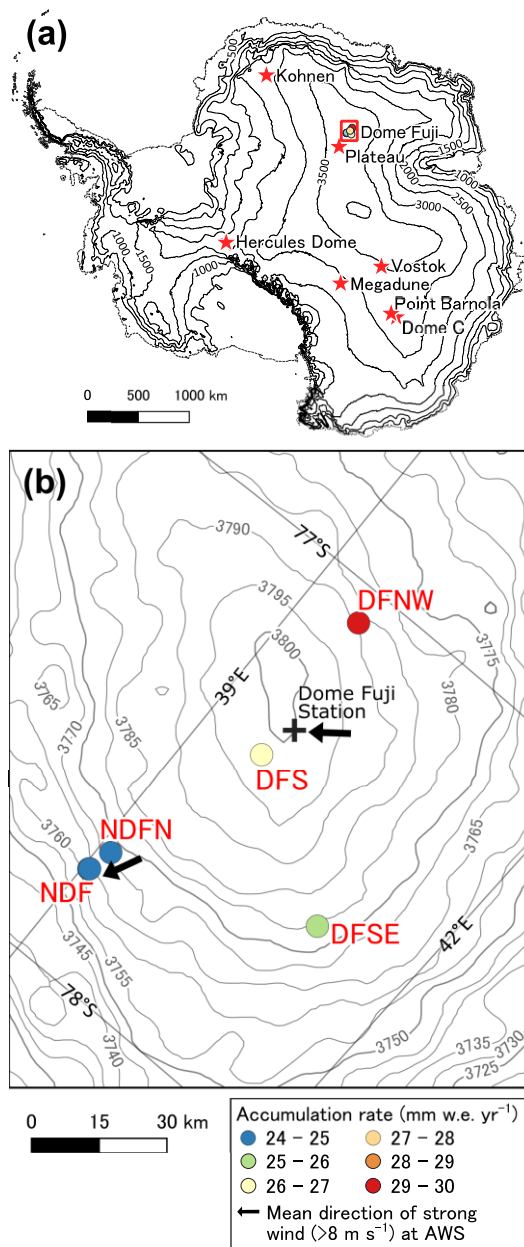 (a)
1500
Kohnen
Dome Fuji
Plateau
1500
1000
1500
2000
2500
3500
3000
1000
1500
Hercules Dome
1000
Vostok
Megadune
Point Barnola
Dome C
0 500 1000 km
(b)
3790
77°S
DFNW
3795
3800
3775
39°E
Dome Fuji
Station
3765
3770
3785
3780
DFS
3765
NDFN
3760
NDF
DFSE
42°E
3745
3755
78°S
3740
3750
3735
3730
3725
0 15 30 km
Accumulation rate (mm w.e. yr⁻¹)
24 – 25 27 – 28
25 – 26 28 – 29
26 – 27 29 – 30
Mean direction of strong
wind (>8 m s⁻¹) at AWS